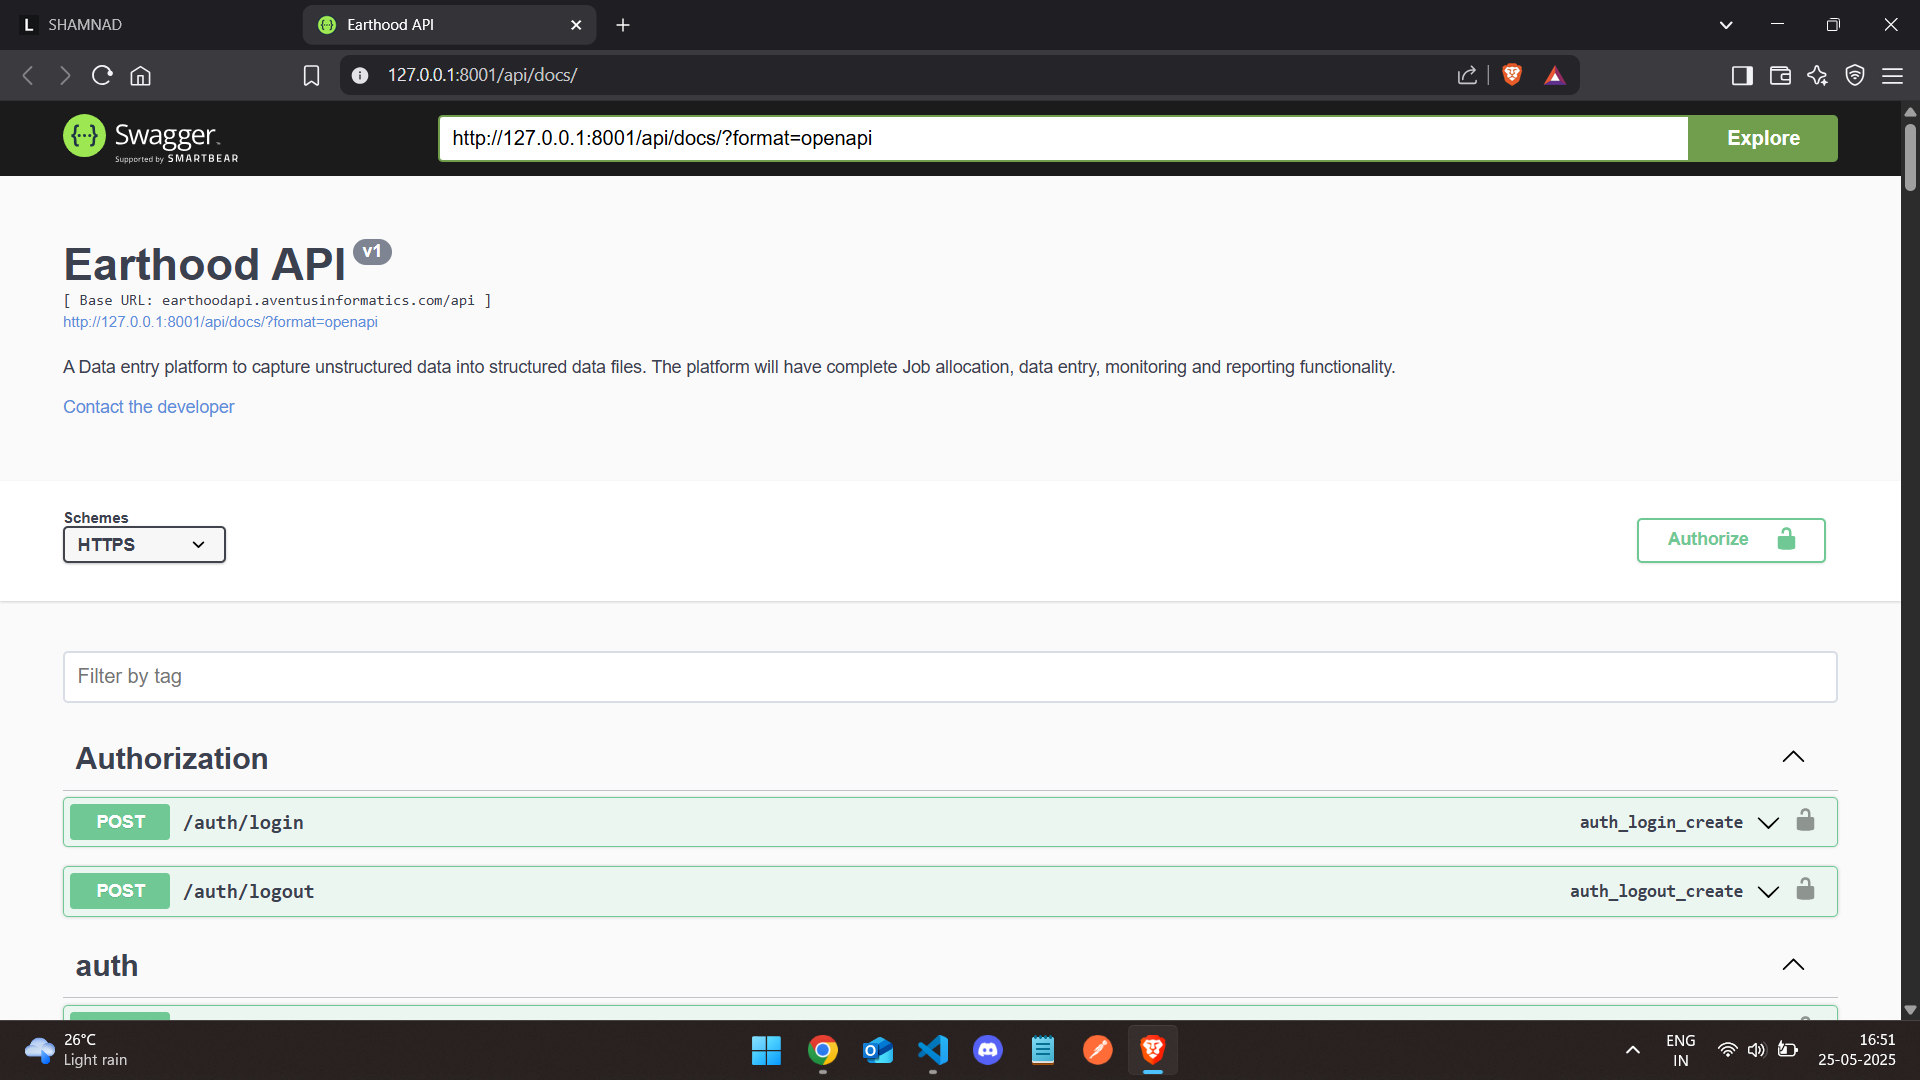 L SHAMNAD
Earthood API
127.0.0.1:8001/api/docs/
Swagger
Supported by SMARTBEAR
http://127.0.0.1:8001/api/docs/?format=openapi
Explore
Earthood API v1
[ Base URL: earthoodapi.aventusinformatics.com/api ]
http://127.0.0.1:8001/api/docs/?format=openapi
A Data entry platform to capture unstructured data into structured data files. The platform will have complete Job allocation, data entry, monitoring and reporting functionality.
Contact the developer
Schemes
HTTPS
Authorize
Filter by tag
Authorization
POST /auth/login auth_login_create
POST /auth/logout auth_logout_create
auth
26°C
Light rain
ENG
IN
16:51
25-05-2025